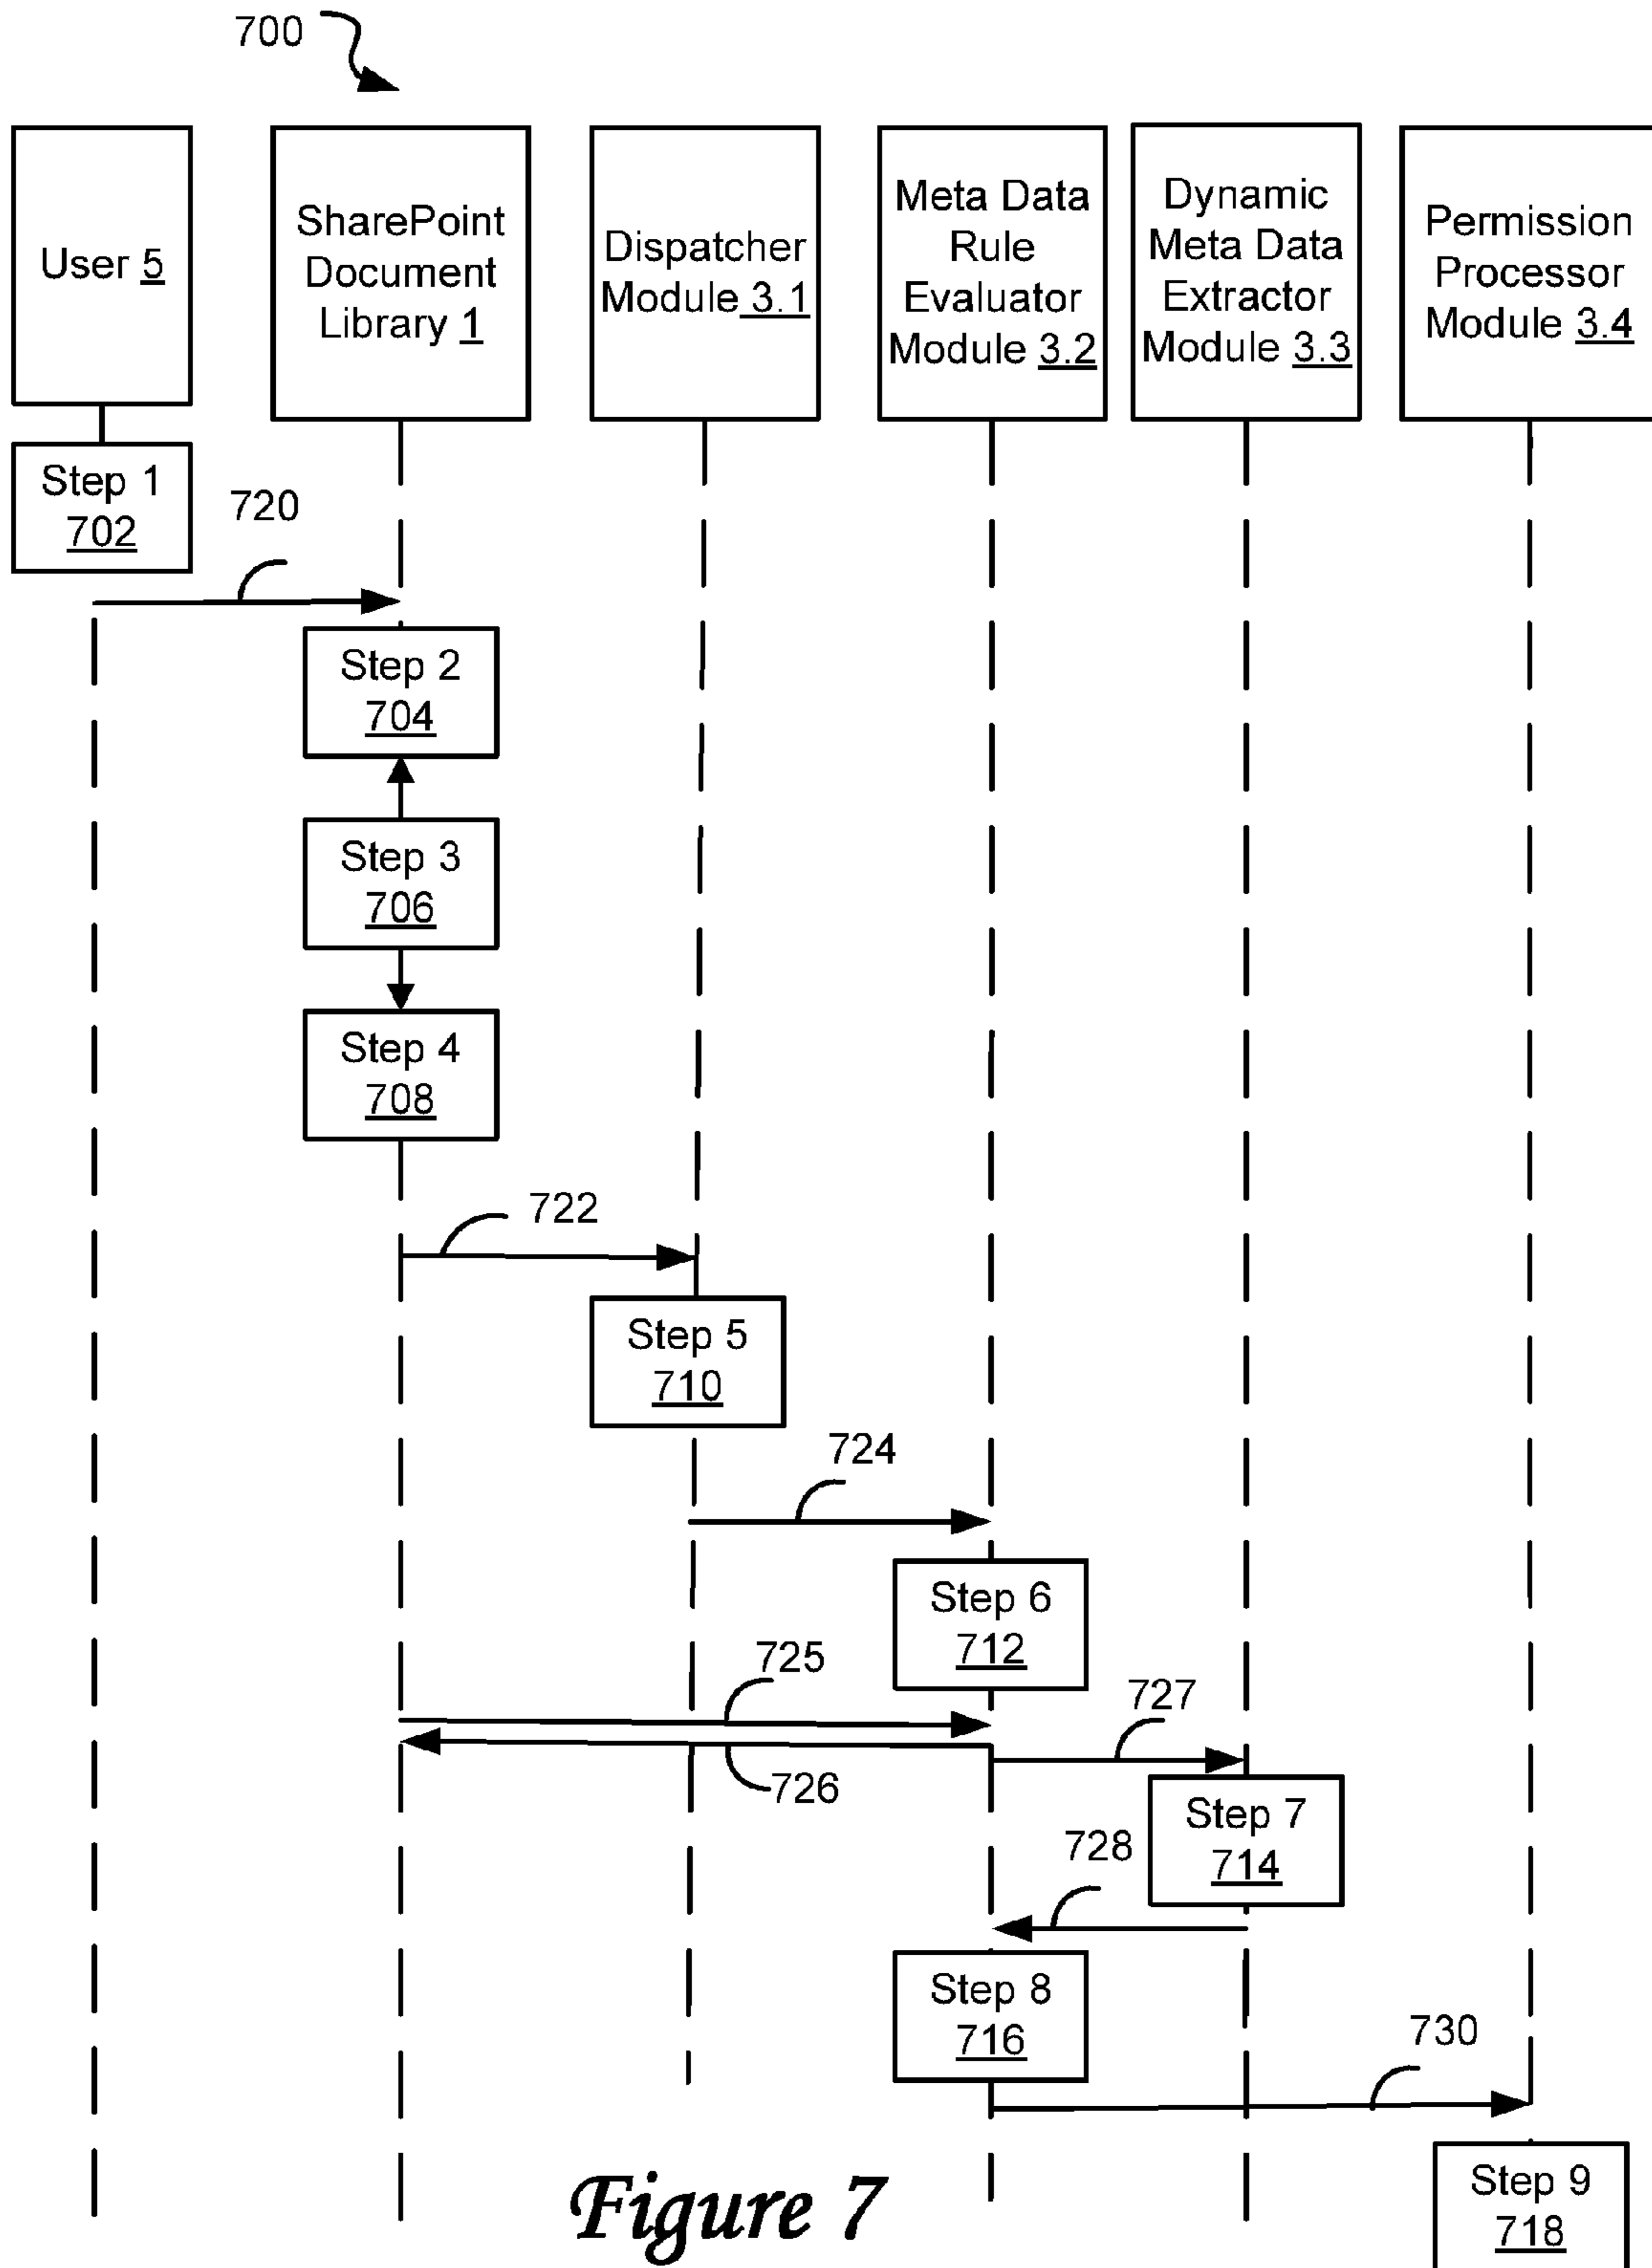 700
User 5
SharePoint
Document
Library 1
Dispatcher
Module 3.1
Meta Data
Rule
Evaluator
Module 3.2
Dynamic
Meta Data
Extractor
Module 3.3
Permission
Processor
Module 3.4
Step 1
702
720
Step 2
704
Step 3
706
Step 4
708
722
Step 5
710
724
Step 6
712
725
726
727
Step 7
714
728
Step 8
716
730
Step 9
718
Figure 7